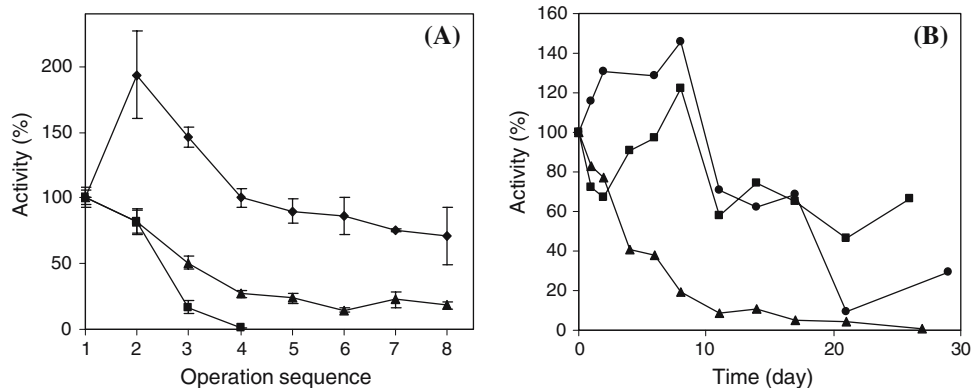 (A)
Activity (%)
200
150
100
50
0
1 2 3 4 5 6 7 8
Operation sequence
(B)
Activity (%)
160
140
120
100
80
60
40
20
0
0 10 20 30
Time (day)